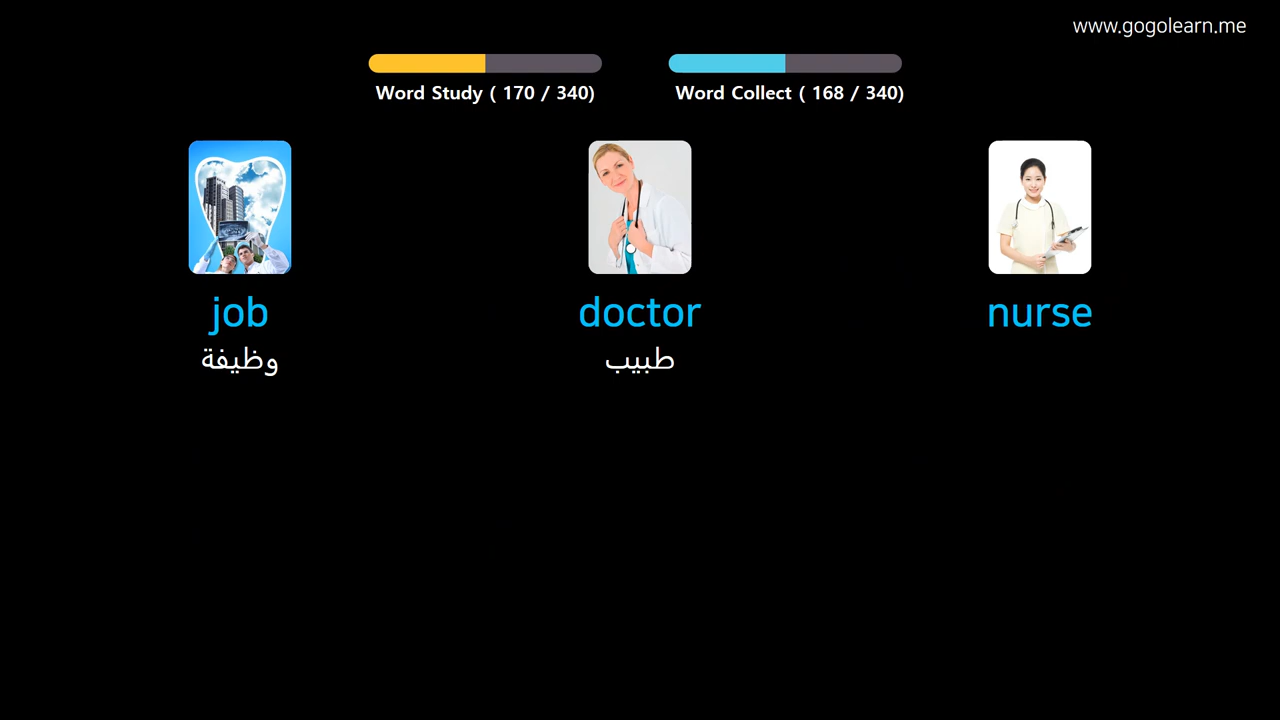 www.gogolearn.me
Word Study ( 170 / 340)
Word Collect ( 168 / 340)
job
doctor
nurse
وظيفة
طبيب